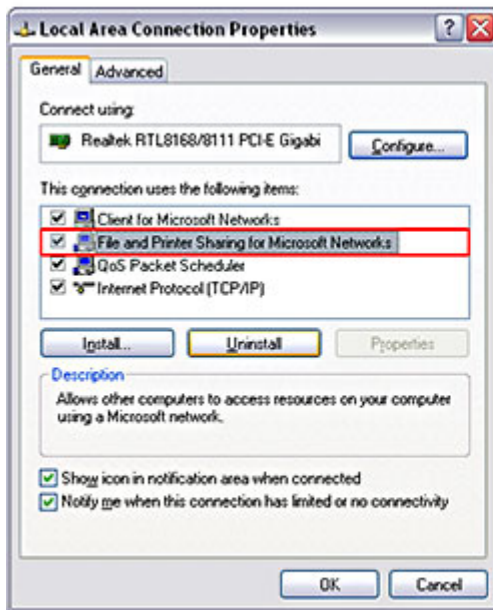 Local Area Connection Properties
General Advanced
Connect using:
Realtek RTL8168/8111 PCI-E Gigabi Configure...
This connection uses the following items:
Client for Microsoft Networks
File and Printer Sharing for Microsoft Networks
QoS Packet Scheduler
Internet Protocol (TCP/IP)
Install... Uninstall Properties
Description
Allows other computers to access resources on your computer
using a Microsoft network.
Show icon in notification area when connected
Notify me when this connection has limited or no connectivity
OK Cancel